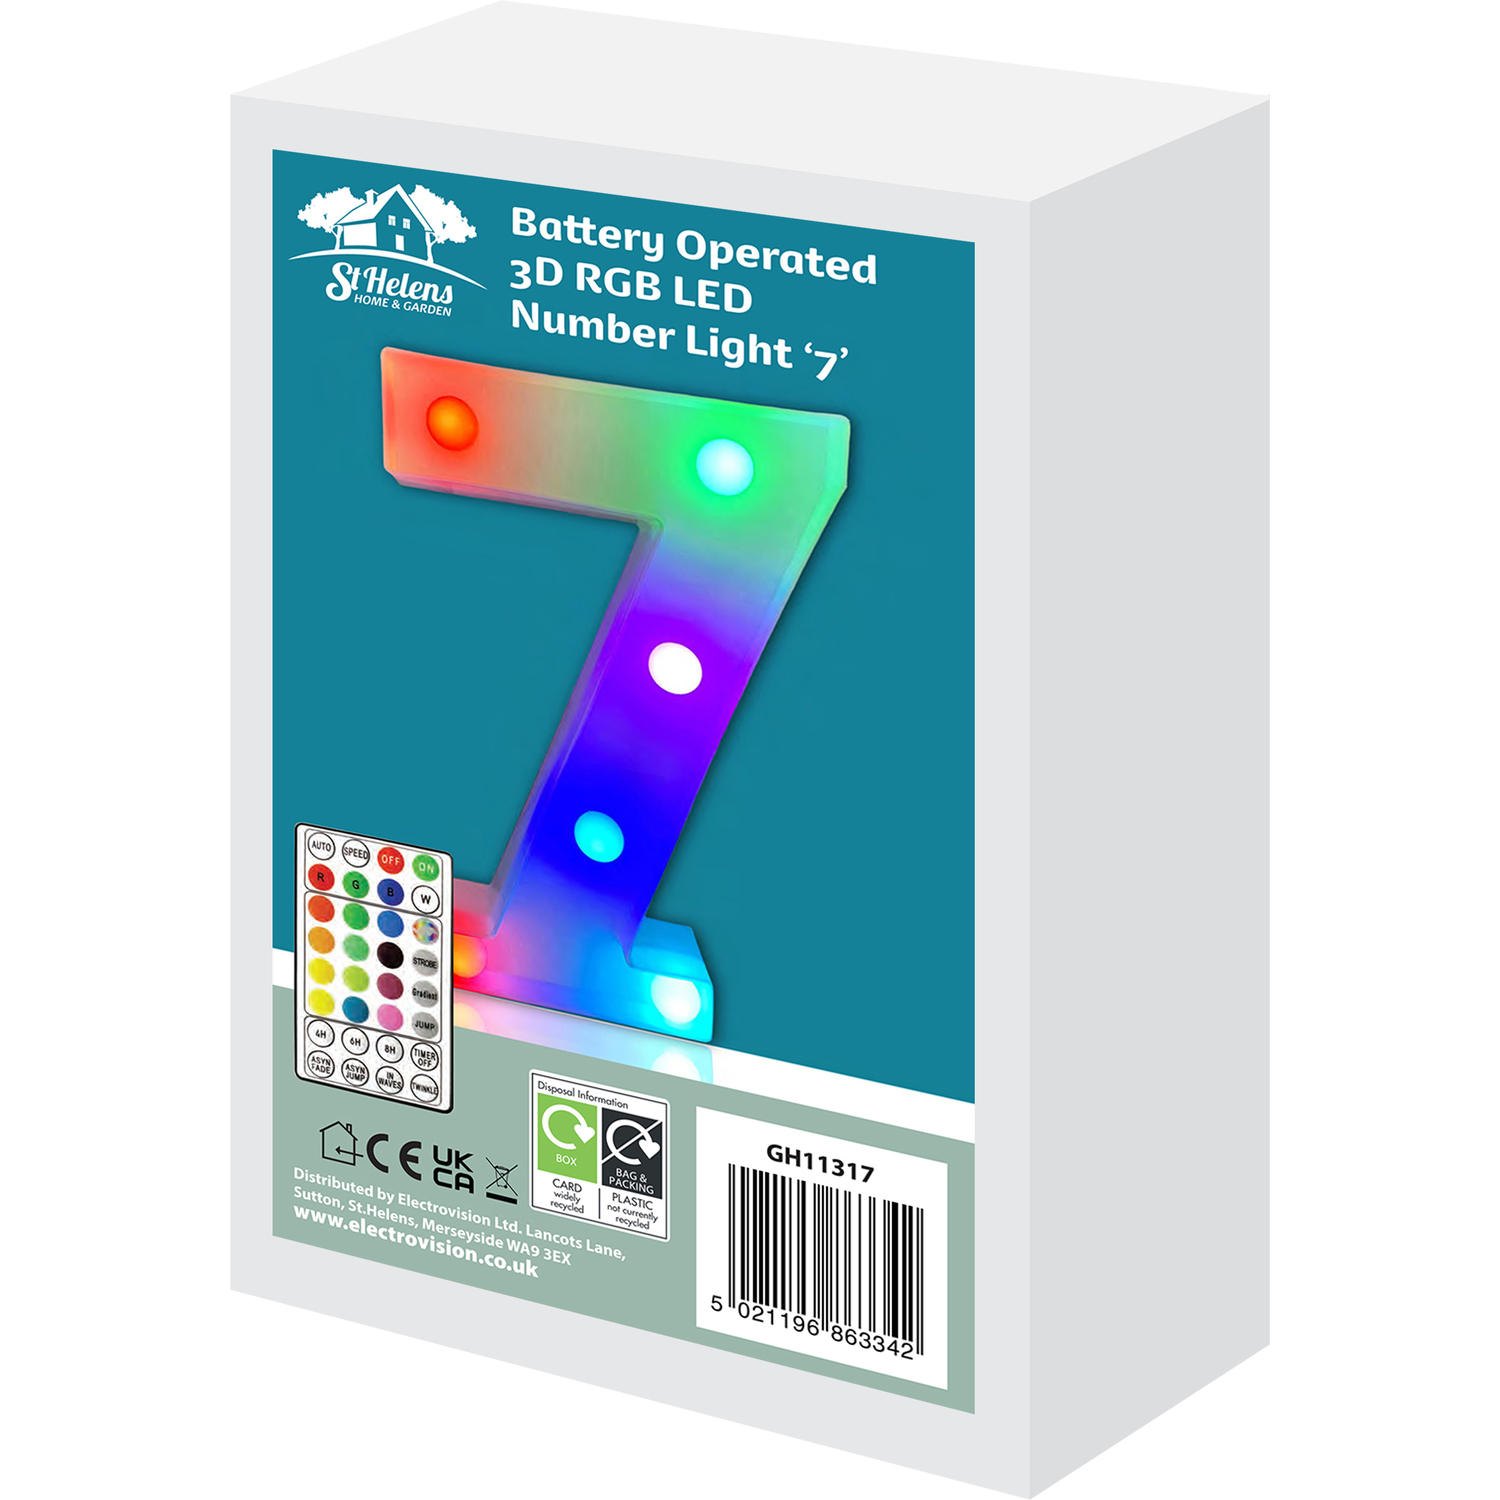 St Helens
HOME & GARDEN
Battery Operated
3D RGB LED
Number Light ‘7’
AUTO SPEED OFF ON
R G B W
STROBE
Gradient
JUMP
4H 6H 8H TIMER OFF
ASYN FADE ASYN JUMP IN WAVES TWINKLE
CE UK CA
Disposal Information
BOX
CARD
widely
recycled
BAG &
PACKING
PLASTIC
not currently
recycled
Distributed by Electrovision Ltd. Lancots Lane,
Sutton, St.Helens, Merseyside WA9 3EX
www.electrovision.co.uk
GH11317
5 021196 863342